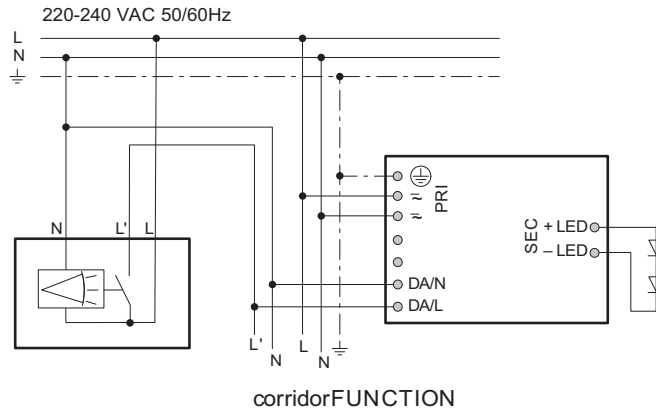 220-240 VAC 50/60Hz
L
N
N
L'
L
PRI
SEC
+ LED
– LED
DA/N
DA/L
L'
N
L
N
corridorFUNCTION